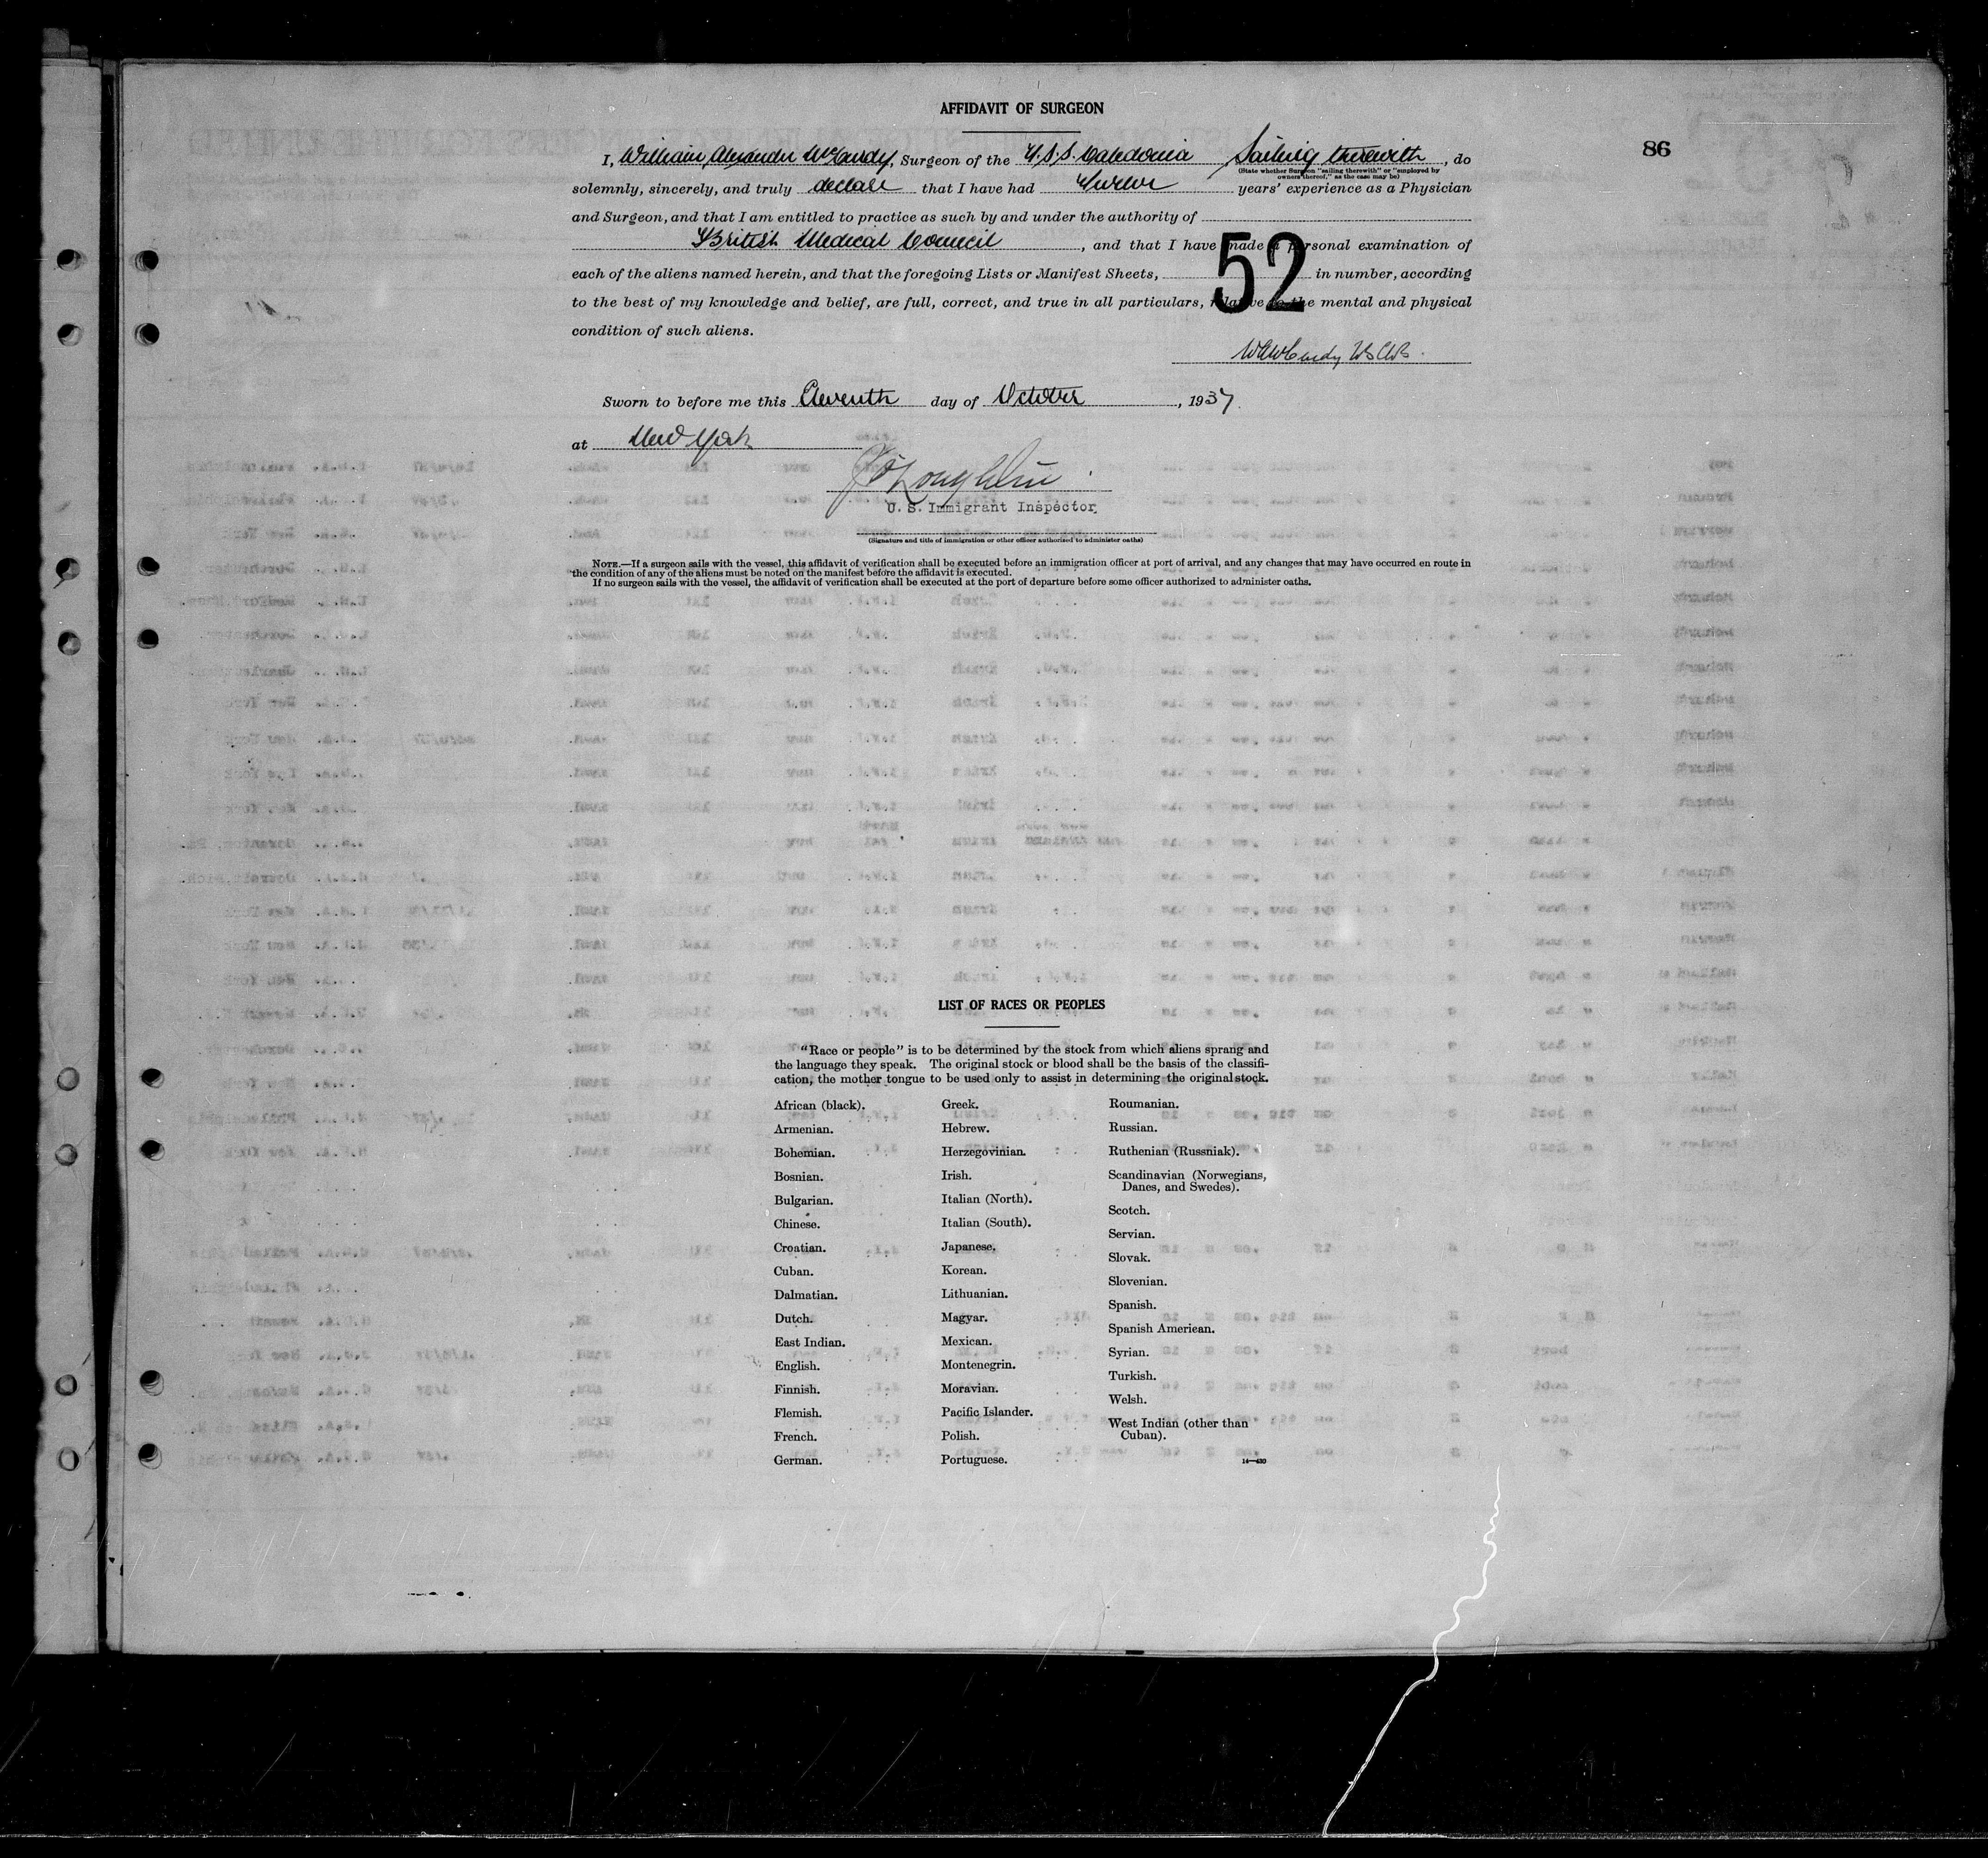 AFFIDAVIT OF SURGEON
86
I, William Alexander McCurdy, Surgeon of the T.S.S. Caledonia Sailing therewith, do
(State whether Surgeon "sailing therewith" or "employed by
owners thereof," as the case may be)
solemnly, sincerely, and truly declare that I have had Twelve years' experience as a Physician
and Surgeon, and that I am entitled to practice as such by and under the authority of
British Medical Council, and that I have made a personal examination of
each of the aliens named herein, and that the foregoing Lists or Manifest Sheets, in number, according
52
to the best of my knowledge and belief, are full, correct, and true in all particulars, relative to the mental and physical
condition of such aliens.
Sworn to before me this Eleventh day of October, 1937.
at New York
J O'Loughlin
U. S. Immigrant Inspector.
(Signature and title of immigration or other officer authorized to administer oaths)
NOTE.—If a surgeon sails with the vessel, this affidavit of verification shall be executed before an immigration officer at port of arrival, and any changes that may have occurred en route in
the condition of any of the aliens must be noted on the manifest before the affidavit is executed.
If no surgeon sails with the vessel, the affidavit of verification shall be executed at the port of departure before some officer authorized to administer oaths.
LIST OF RACES OR PEOPLES
"Race or people" is to be determined by the stock from which aliens sprang and
the language they speak. The original stock or blood shall be the basis of the classifi-
cation, the mother tongue to be used only to assist in determining the original stock.
African (black).
Armenian.
Bohemian.
Bosnian.
Bulgarian.
Chinese.
Croatian.
Cuban.
Dalmatian.
Dutch.
East Indian.
English.
Finnish.
Flemish.
French.
German.
Greek.
Hebrew.
Herzegovinian.
Irish.
Italian (North).
Italian (South).
Japanese.
Korean.
Lithuanian.
Magyar.
Mexican.
Montenegrin.
Moravian.
Pacific Islander.
Polish.
Portuguese.
Roumanian.
Russian.
Ruthenian (Russniak).
Scandinavian (Norwegians,
Danes, and Swedes).
Scotch.
Servian.
Slovak.
Slovenian.
Spanish.
Spanish American.
Syrian.
Turkish.
Welsh.
West Indian (other than
Cuban).
14—430